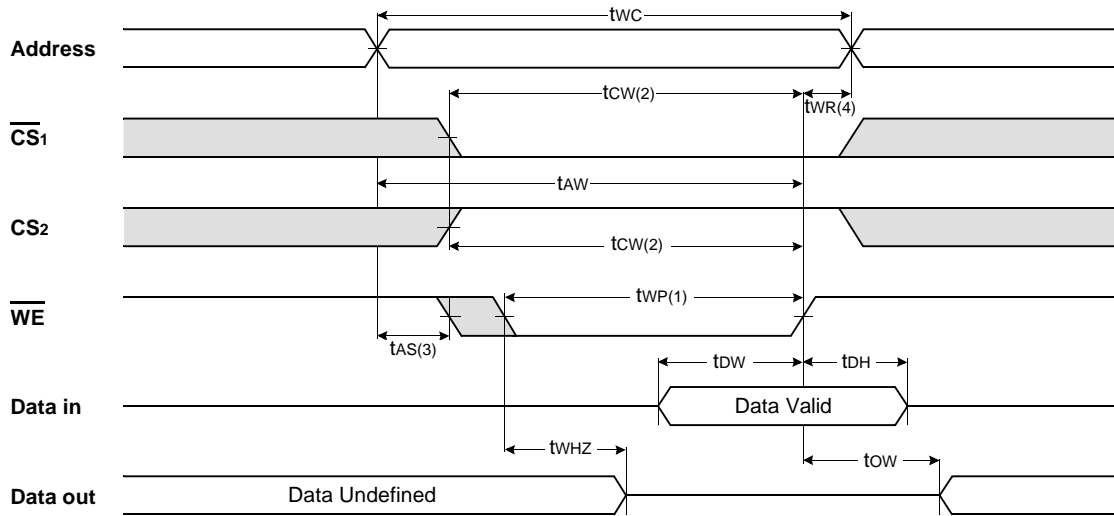 tWC
Address
tCW(2)
tWR(4)
CS1
tAW
CS2
tCW(2)
tWP(1)
WE
tAS(3)
tDW
tDH
Data in
Data Valid
tWHZ
tOW
Data out
Data Undefined